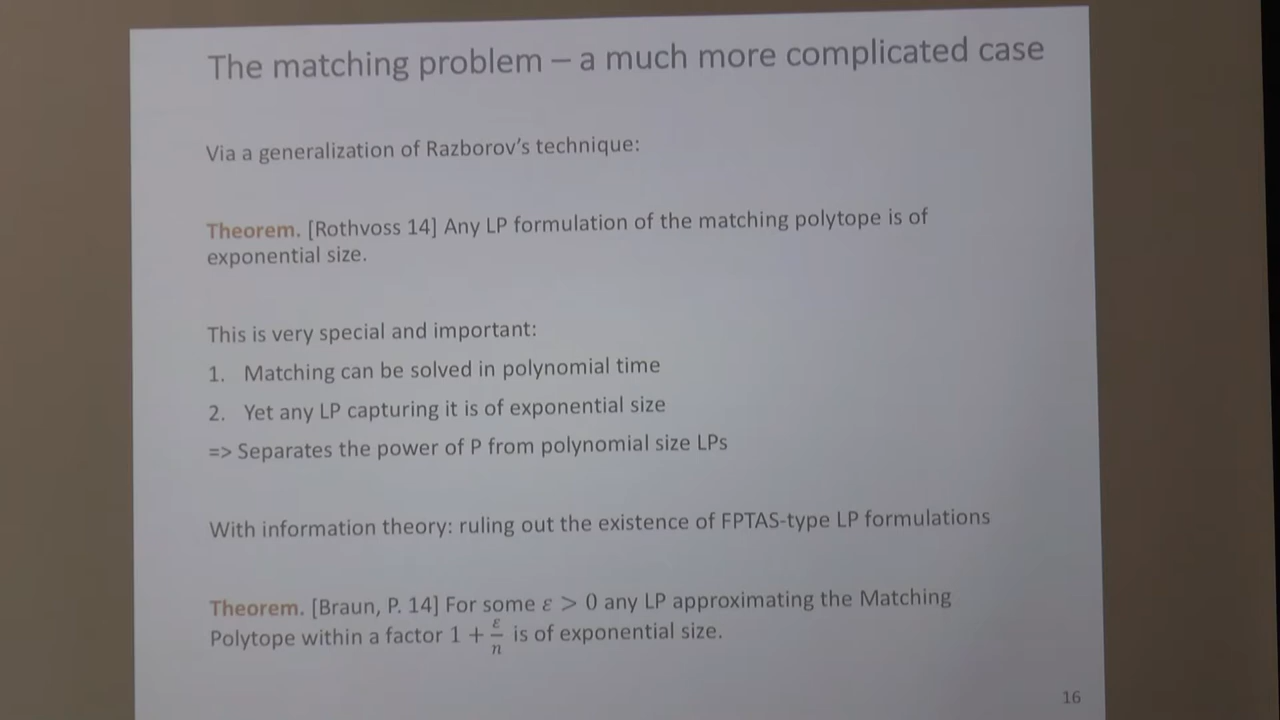 The matching problem – a much more complicated case
Via a generalization of Razborov's technique:
Theorem. [Rothvoss 14] Any LP formulation of the matching polytope is of
exponential size.
This is very special and important:
1. Matching can be solved in polynomial time
2. Yet any LP capturing it is of exponential size
=> Separates the power of P from polynomial size LPs
With information theory: ruling out the existence of FPTAS-type LP formulations
Theorem. [Braun, P. 14] For some ε > 0 any LP approximating the Matching
Polytope within a factor 1 + ε/n is of exponential size.
16